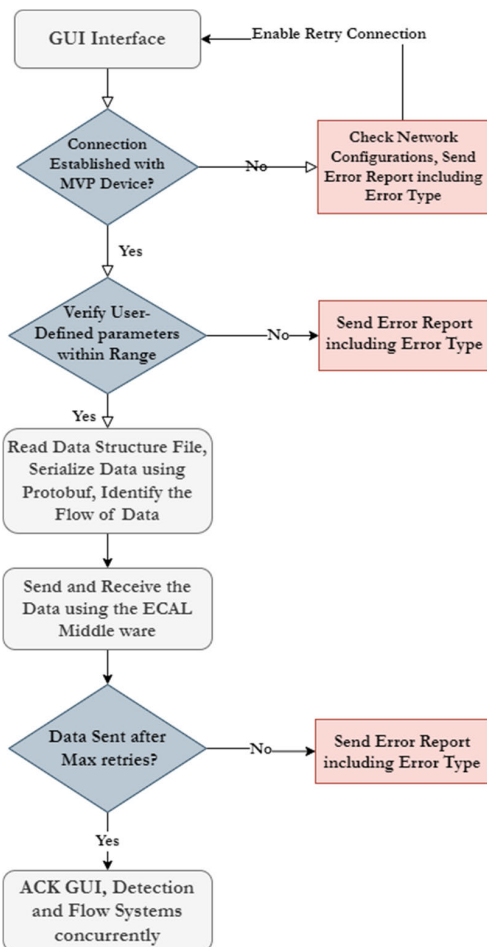 GUI Interface
Enable Retry Connection
Connection
Established with
MVP Device?
No
Check Network
Configurations, Send
Error Report including
Error Type
Yes
Verify User-
Defined parameters
within Range
No
Send Error Report
including Error Type
Yes
Read Data Structure File,
Serialize Data using
Protobuf, Identify the
Flow of Data
Send and Receive the
Data using the ECAL
Middle ware
Data Sent after
Max retries?
No
Send Error Report
including Error Type
Yes
ACK GUI, Detection
and Flow Systems
concurrently